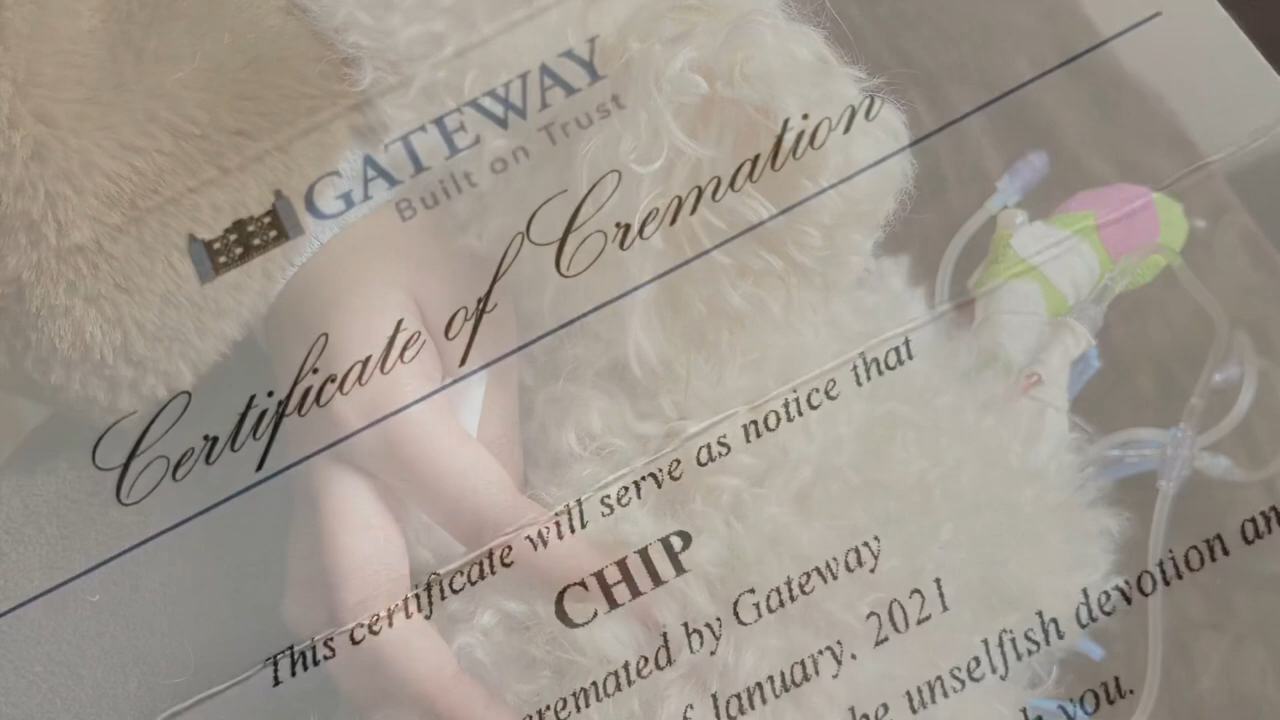 GATEWAY
Built on Trust
Certificate of Cremation
This certificate will serve as notice that
CHIP
cremated by Gateway
January, 2021
unselfish devotion
you.